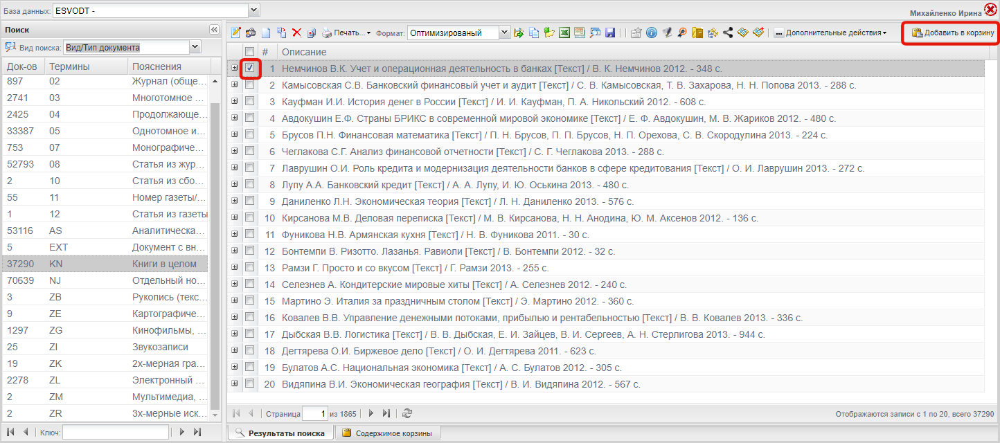 База данных: ESVODT -
Михайленко Ирина
Поиск
Вид поиска: Вид/Тип документа
Док-ов Термины Пояснения
897 02 Журнал (обще...
2741 03 Многотомное ...
2425 04 Продолжающе...
33387 05 Однотомное и...
753 07 Монографиче...
52793 08 Статья из жур...
2 10 Статья из сбо...
55 11 Номер газеты/...
1 12 Статья из газеты
53116 AS Аналитическа...
5 EXT Документ с вн...
37290 KN Книги в целом
70639 NJ Отдельный но...
3 ZB Рукопись (текс...
9 ZE Картографиче...
1297 ZG Кинофильмы, ...
25 ZI Звукозаписи
19 ZK 2х-мерная гра...
2278 ZL Электронный ...
2 ZM Мультимедиа, ...
2 ZR 3х-мерные иск...
Ключ:
Печать... Формат: Оптимизированый Дополнительные действия Добавить в корзину
# Описание
1 Немчинов В.К. Учет и операционная деятельность в банках [Текст] / В. К. Немчинов 2012. - 348 с.
2 Камысовская С.В. Банковский финансовый учет и аудит [Текст] / С. В. Камысовская, Т. В. Захарова, Н. Н. Попова 2013. - 288 с.
3 Кауфман И.И. История денег в России [Текст] / И. И. Кауфман, П. А. Никольский 2012. - 608 с.
4 Авдокушин Е.Ф. Страны БРИКС в современной мировой экономике [Текст] / Е. Ф. Авдокушин, М. В. Жариков 2012. - 480 с.
5 Брусов П.Н. Финансовая математика [Текст] / П. Н. Брусов, П. П. Брусов, Н. П. Орехова, С. В. Скородулина 2013. - 224 с.
6 Чеглакова С.Г. Анализ финансовой отчетности [Текст] / С. Г. Чеглакова 2013. - 288 с.
7 Лаврушин О.И. Роль кредита и модернизация деятельности банков в сфере кредитования [Текст] / О. И. Лаврушин 2013. - 272 с.
8 Лупу А.А. Банковский кредит [Текст] / А. А. Лупу, И. Ю. Оськина 2013. - 480 с.
9 Даниленко Л.Н. Экономическая теория [Текст] / Л. Н. Даниленко 2013. - 576 с.
10 Кирсанова М.В. Деловая переписка [Текст] / М. В. Кирсанова, Н. Н. Анодина, Ю. М. Аксенов 2012. - 136 с.
11 Фуникова Н.В. Армянская кухня [Текст] / Н. В. Фуникова 2011. - 30 с.
12 Бонтемпи В. Ризотто. Лазанья. Равиоли [Текст] / В. Бонтемпи 2012. - 32 с.
13 Рамзи Г. Просто и со вкусом [Текст] / Г. Рамзи 2013. - 255 с.
14 Селезнев А. Кондитерские мировые хиты [Текст] / А. Селезнев 2012. - 240 с.
15 Мартино Э. Италия за праздничным столом [Текст] / Э. Мартино 2012. - 360 с.
16 Ковалев В.В. Управление денежными потоками, прибылью и рентабельностью [Текст] / В. В. Ковалев 2013. - 336 с.
17 Дыбская В.В. Логистика [Текст] / В. В. Дыбская, Е. И. Зайцев, В. И. Сергеев, А. Н. Стерлигова 2013. - 944 с.
18 Дегтярева О.И. Биржевое дело [Текст] / О. И. Дегтярева 2011. - 623 с.
19 Булатов А.С. Национальная экономика [Текст] / А. С. Булатов 2012. - 305 с.
20 Видяпина В.И. Экономическая география [Текст] / В. И. Видяпина 2012. - 567 с.
Страница 1 из 1865 Отображаются записи с 1 по 20, всего 37290
Результаты поиска Содержимое корзины